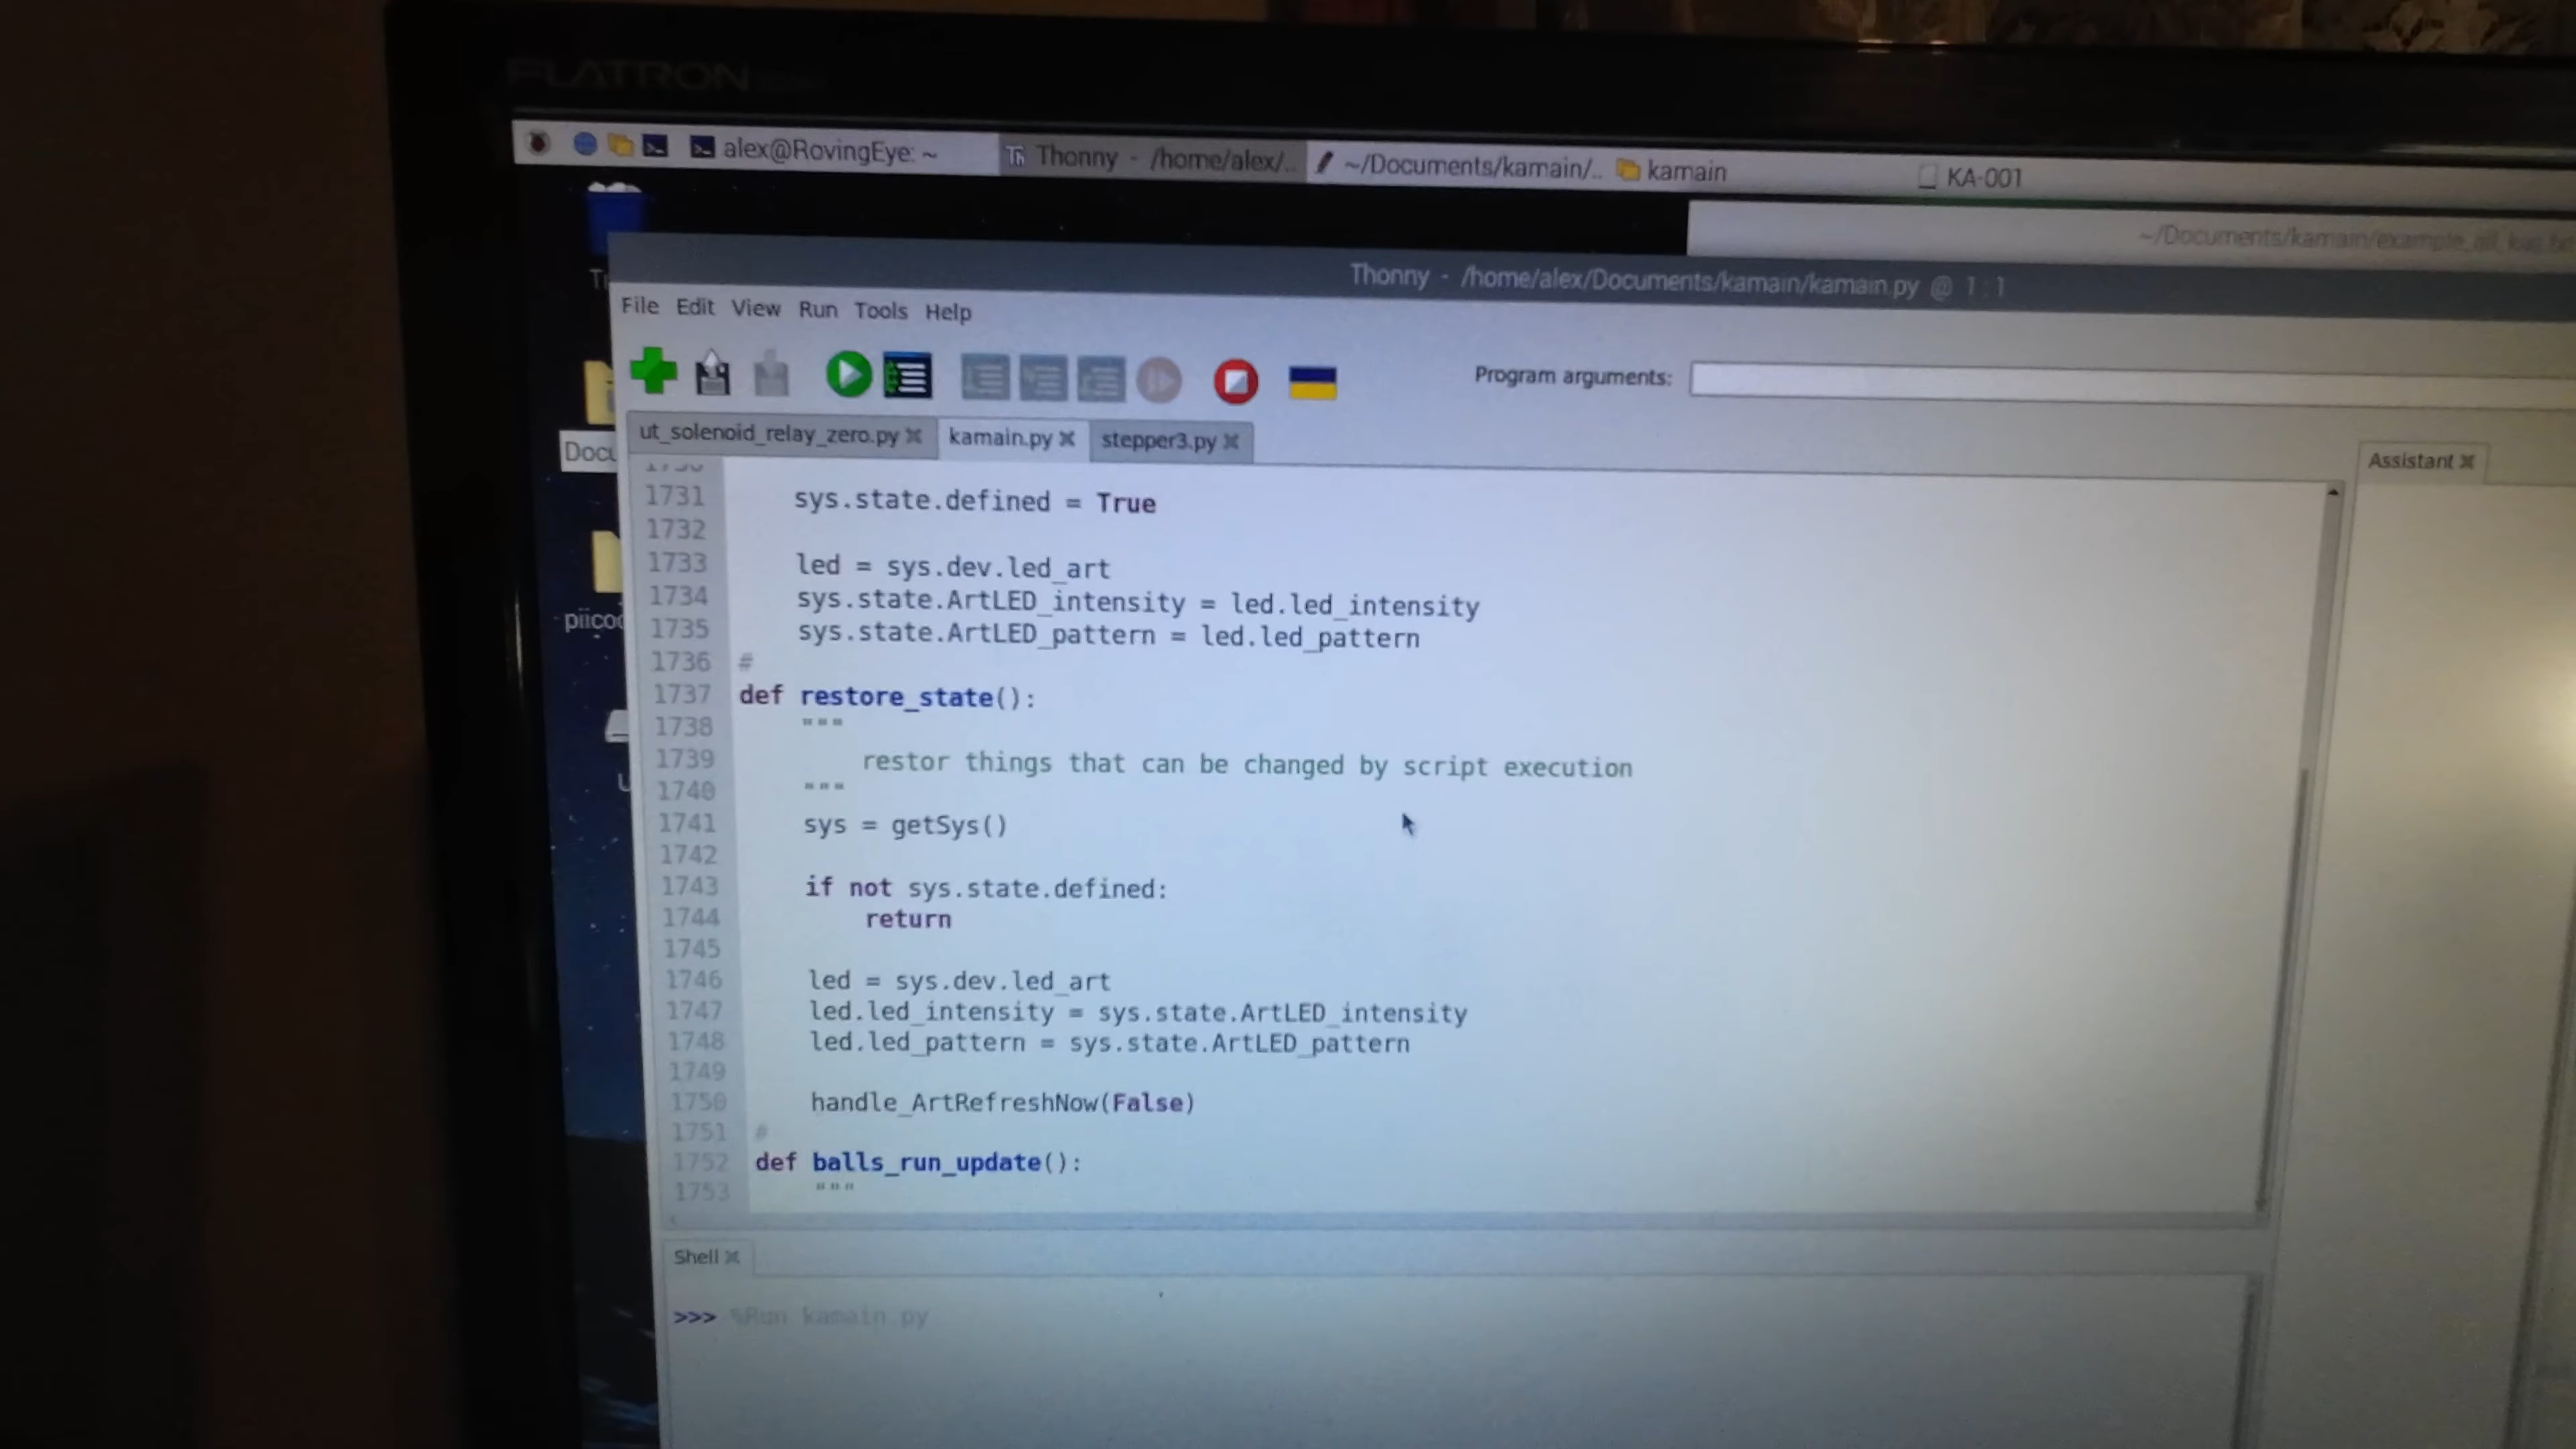 FLATRON
alex@RovingEye: ~
Thonny - /home/alex/..
~/Documents/kamain/..
kamain
KA-001
Thonny - /home/alex/Documents/kamain/kamain.py @ 1 : 1
File Edit View Run Tools Help
Program arguments:
ut_solenoid_relay_zero.py
kamain.py
stepper3.py
Assistant
1731 sys.state.defined = True
1732
1733 led = sys.dev.led_art
1734 sys.state.ArtLED_intensity = led.led_intensity
1735 sys.state.ArtLED_pattern = led.led_pattern
1736 #
1737 def restore_state():
1738 """
1739 restor things that can be changed by script execution
1740 """
1741 sys = getSys()
1742
1743 if not sys.state.defined:
1744 return
1745
1746 led = sys.dev.led_art
1747 led.led_intensity = sys.state.ArtLED_intensity
1748 led.led_pattern = sys.state.ArtLED_pattern
1749
1750 handle_ArtRefreshNow(False)
1751 #
1752 def balls_run_update():
1753 """
Shell
>>> %Run kamain.py